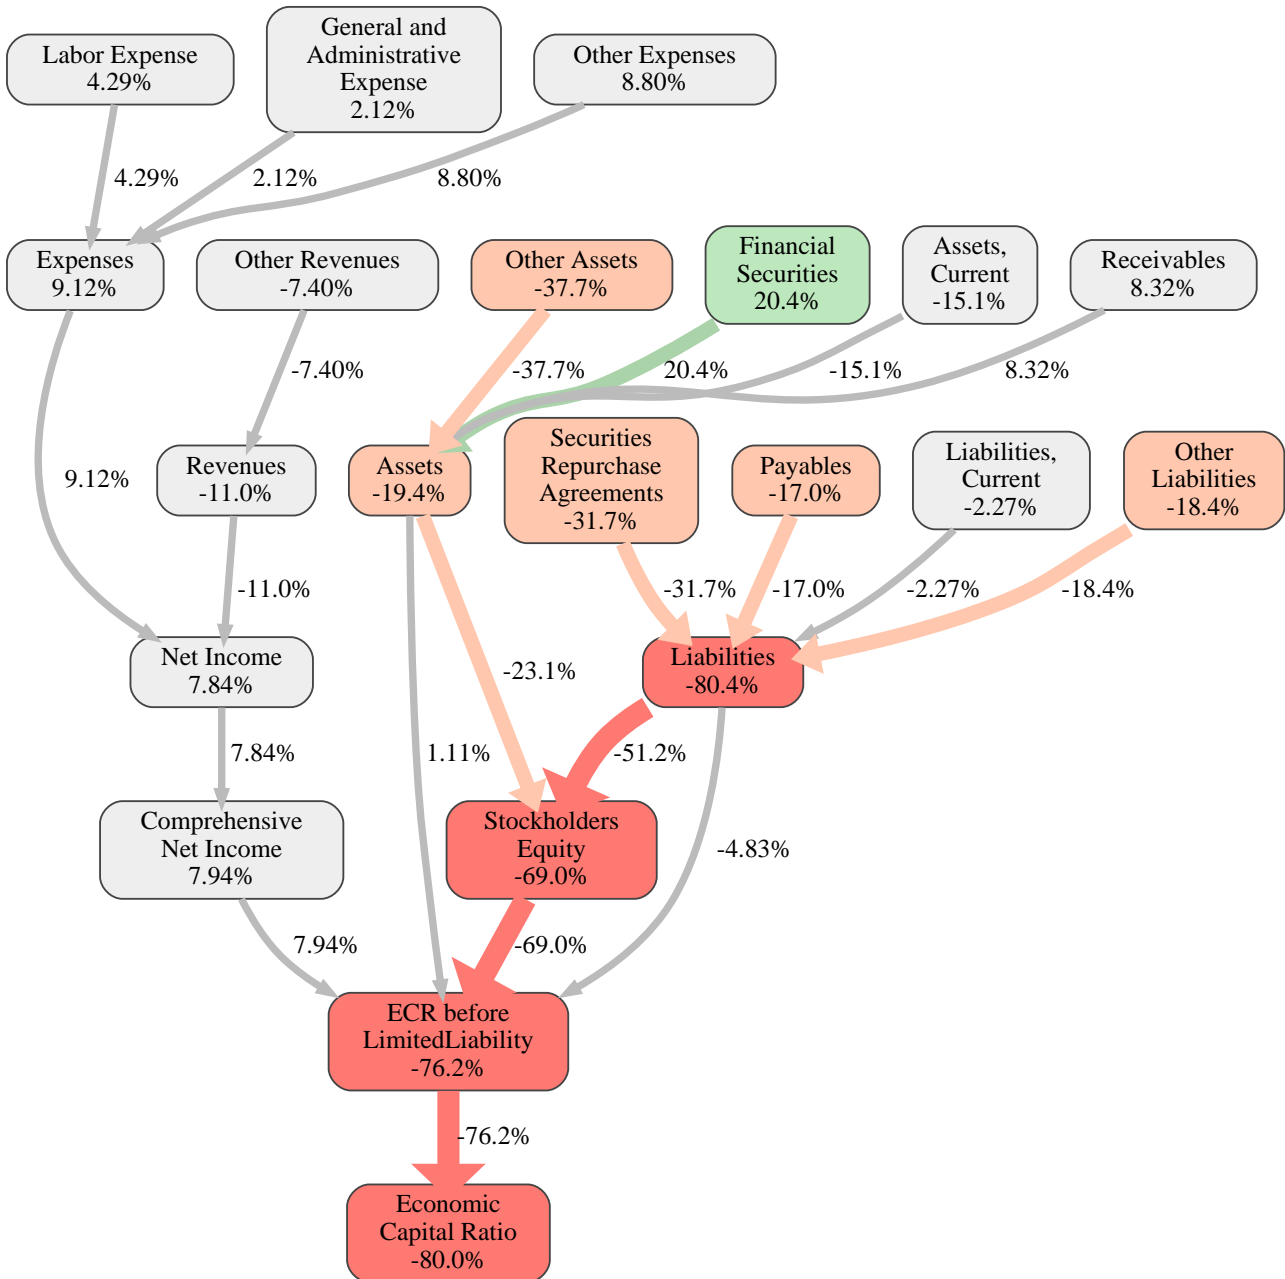 Labor Expense
4.29%
General and
Administrative
Expense
2.12%
Other Expenses
8.80%
4.29%
2.12%
8.80%
Expenses
9.12%
Other Revenues
-7.40%
Other Assets
-37.7%
Financial
Securities
20.4%
Assets,
Current
-15.1%
Receivables
8.32%
-7.40%
-37.7%
20.4%
-15.1%
8.32%
9.12%
Revenues
-11.0%
Assets
-19.4%
Securities
Repurchase
Agreements
-31.7%
Payables
-17.0%
Liabilities,
Current
-2.27%
Other
Liabilities
-18.4%
-11.0%
-31.7%
-17.0%
-2.27%
-18.4%
Net Income
7.84%
-23.1%
Liabilities
-80.4%
7.84%
1.11%
-51.2%
Comprehensive
Net Income
7.94%
Stockholders
Equity
-69.0%
-4.83%
7.94%
-69.0%
ECR before
LimitedLiability
-76.2%
-76.2%
Economic
Capital Ratio
-80.0%